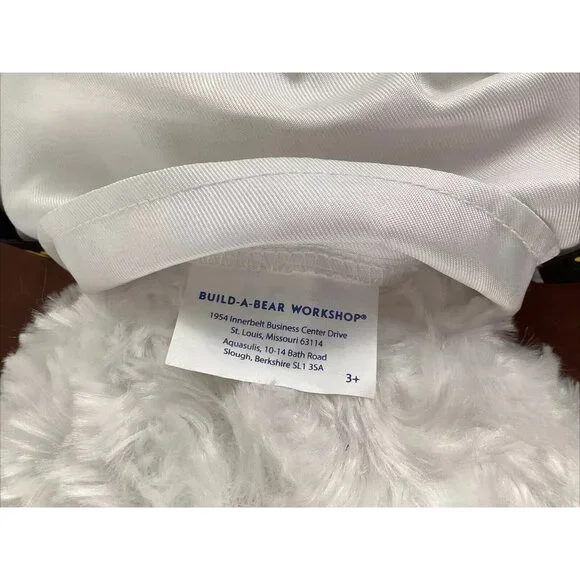 BUILD-A-BEAR WORKSHOP®
1954 Innerbelt Business Center Drive
St. Louis, Missouri 63114
Aquasulis, 10-14 Bath Road
Slough, Berkshire SL1 3SA
3+